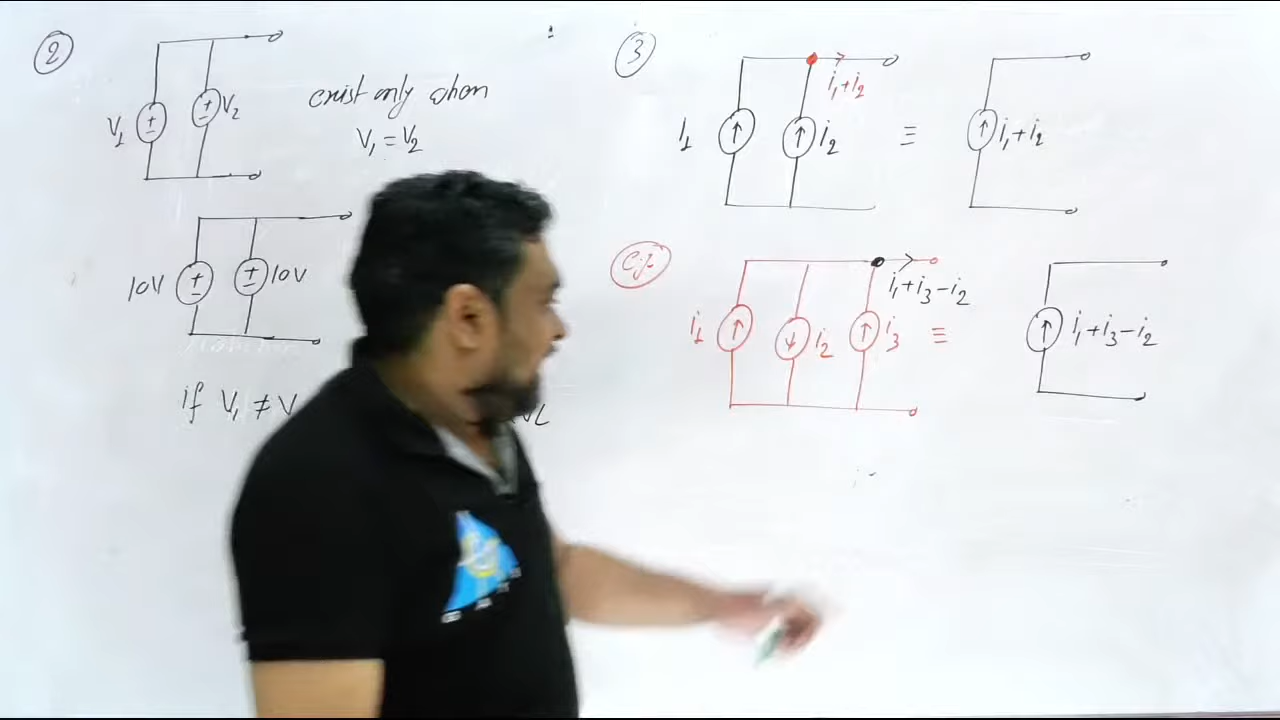 ②
V₁
V₂
exist only when
V₁ = V₂
10V
10V
if V₁ ≠ V
③
i₁+i₂
i₁
i₂
≡
i₁+i₂
i₁+i₃-i₂
i₁
i₂
i₃
≡
i₁+i₃-i₂